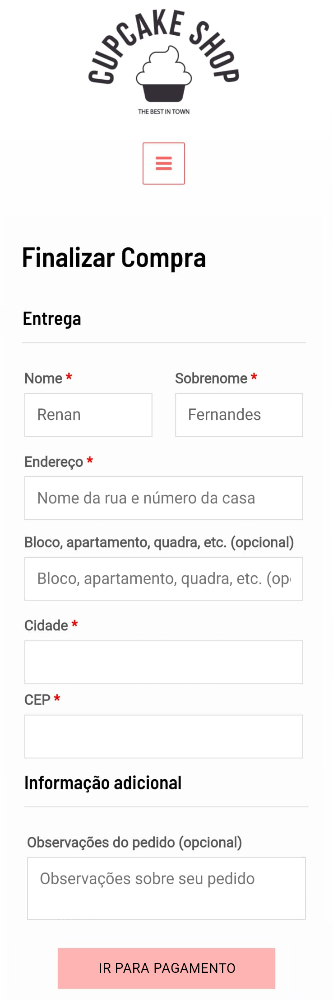 CUPCAKE SHOP
THE BEST IN TOWN
Finalizar Compra
Entrega
Nome * Sobrenome *
Renan Fernandes
Endereço *
Nome da rua e número da casa
Bloco, apartamento, quadra, etc. (opcional)
Bloco, apartamento, quadra, etc. (op
Cidade *
CEP *
Informação adicional
Observações do pedido (opcional)
Observações sobre seu pedido
IR PARA PAGAMENTO